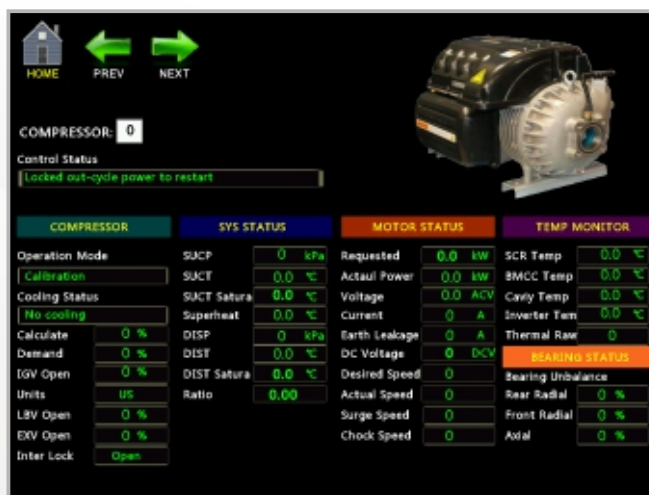 HOME PREV NEXT
COMPRESSOR: 0
Control Status
Locked out-cycle power to restart
COMPRESSOR
Operation Mode
Calibration
Cooling Status
No cooling
Calculate 0 %
Demand 0 %
IGV Open 0 %
Units US
LBV Open 0 %
EXV Open 0 %
Inter Lock Open
SYS STATUS
SUCP 0 kPa
SUCT 0.0 ℃
SUCT Satura 0.0 ℃
Superheat 0.0 ℃
DISP 0 kPa
DIST 0.0 ℃
DIST Satura 0.0 ℃
Ratio 0.00
MOTOR STATUS
Requested 0.0 kW
Actaul Power 0.0 kW
Voltage 0.0 ACV
Current 0 A
Earth Leakage 0 A
DC Voltage 0 DCV
Desired Speed 0
Actual Speed 0
Surge Speed 0
Chock Speed 0
TEMP MONITOR
SCR Temp 0.0 ℃
BMCC Temp 0.0 ℃
Caviy Temp 0.0 ℃
Inverter Tem 0.0 ℃
Thermal Raw 0
BEARING STATUS
Bearing Unbalance
Rear Radial 0 %
Front Radial 0 %
Axial 0 %